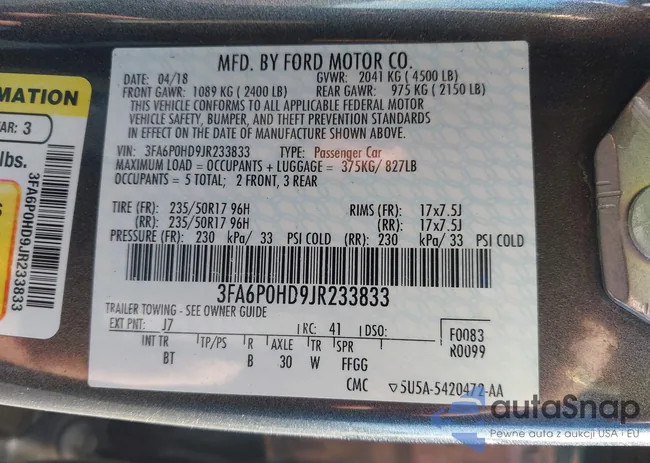 MFD. BY FORD MOTOR CO.
DATE: 04/18 GVWR: 2041 KG (4500 LB)
FRONT GAWR: 1089 KG (2400 LB) REAR GAWR: 975 KG (2150 LB)
THIS VEHICLE CONFORMS TO ALL APPLICABLE FEDERAL MOTOR
VEHICLE SAFETY, BUMPER, AND THEFT PREVENTION STANDARDS
IN EFFECT ON THE DATE OF MANUFACTURE SHOWN ABOVE.
VIN: 3FA6P0HD9JR233833 TYPE: Passenger Car
MAXIMUM LOAD = OCCUPANTS + LUGGAGE = 375KG/ 827LB
OCCUPANTS = 5 TOTAL; 2 FRONT, 3 REAR
TIRE (FR): 235/50R17 96H RIMS (FR): 17x7.5J
(RR): 235/50R17 96H (RR): 17x7.5J
PRESSURE (FR): 230 kPa/ 33 PSI COLD (RR): 230 kPa/ 33 PSI COLD
3FA6P0HD9JR233833
TRAILER TOWING - SEE OWNER GUIDE
EXT PNT: J7 RC: 41 DSO: F0083
R0099
INT TR TP/PS R AXLE TR SPR
BT B 30 W FFGG
CMC ▽5U5A-5420472-AA
MATION
AR: 3
lbs.
3FA6P0HD9JR233833
autaSnap
Pewne auta z aukcji USA i EU